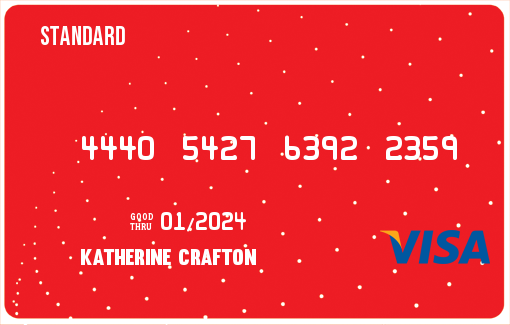 STANDARD
4440 5427 6392 2359
GOOD THRU 01/2024
KATHERINE CRAFTON
VISA